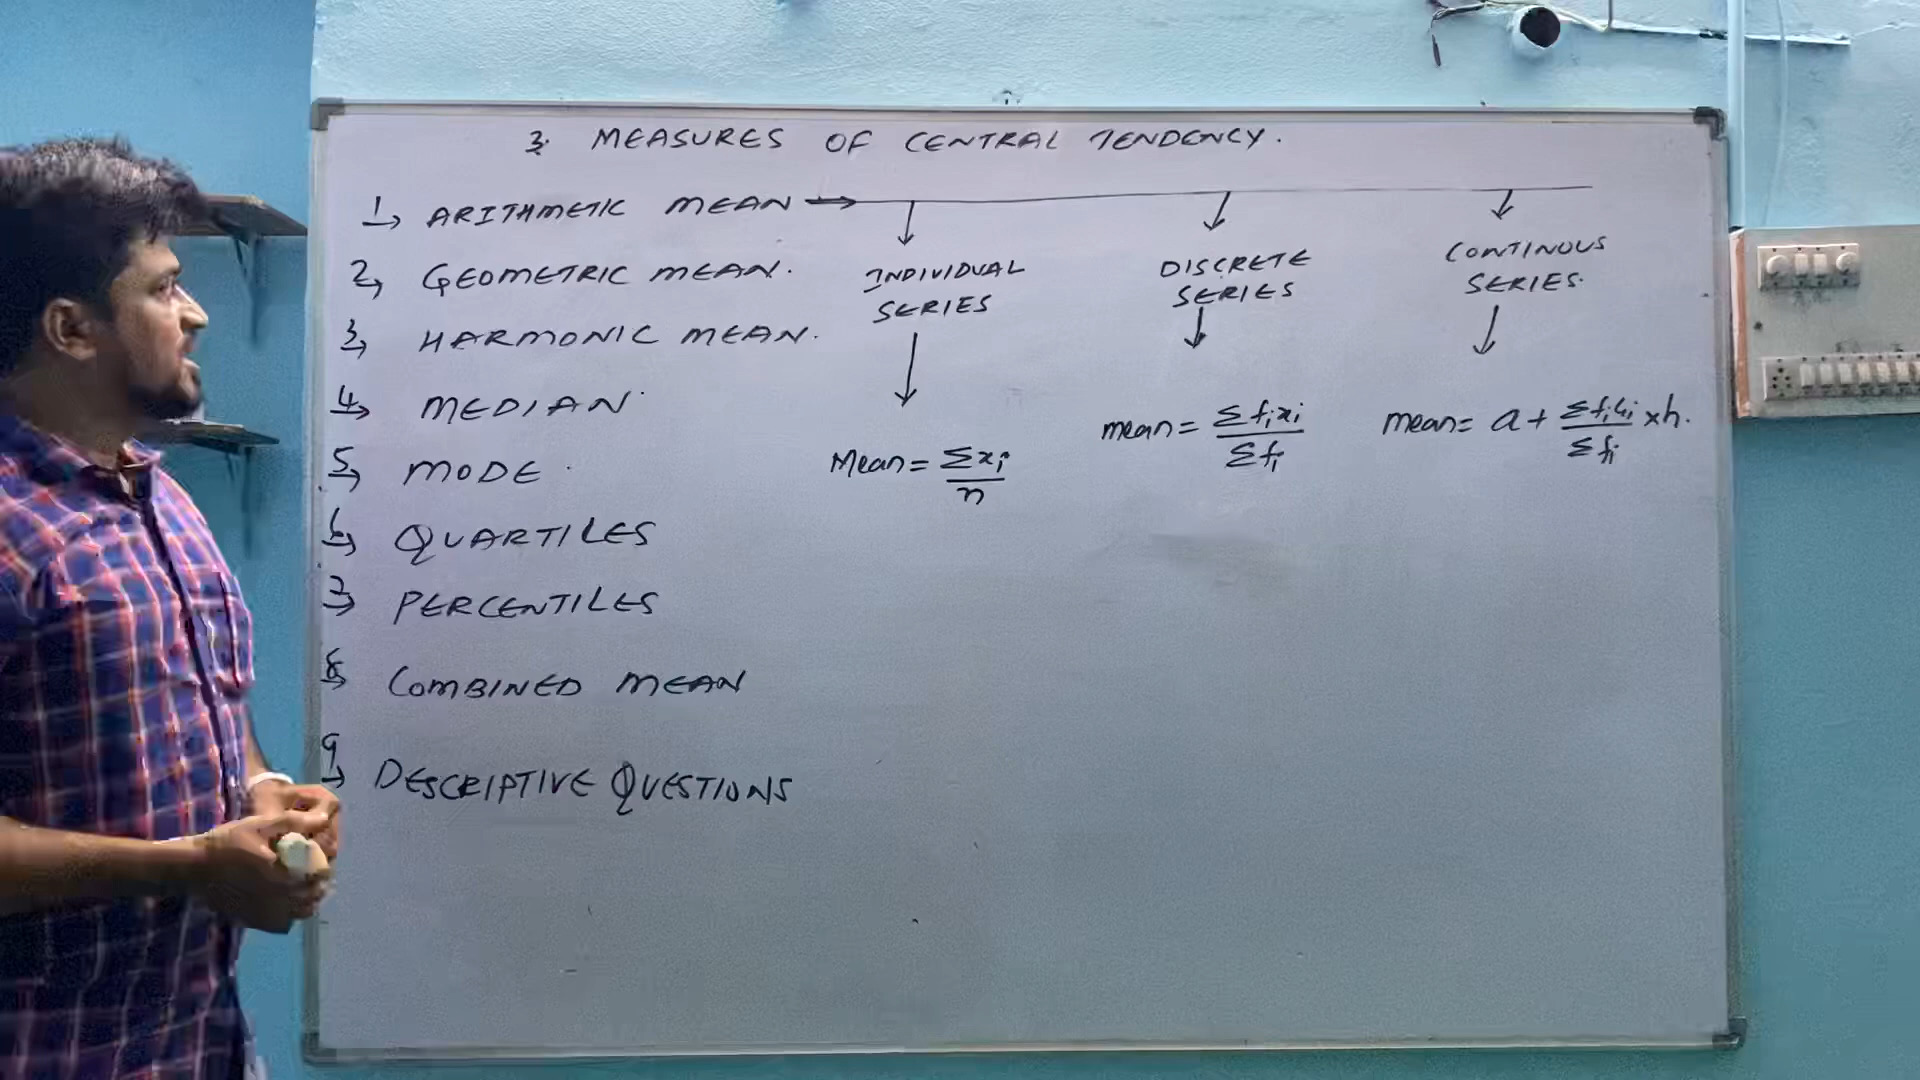 3. MEASURES OF CENTRAL TENDENCY.
1, ARITHMETIC MEAN →
2, GEOMETRIC MEAN.
3, HARMONIC MEAN.
4, MEDIAN.
5, MODE.
6, QUARTILES
7, PERCENTILES
8, COMBINED MEAN
9, DESCRIPTIVE QUESTIONS
INDIVIDUAL
SERIES
Mean = Σxi/n
DISCRETE
SERIES
mean = Σfixi/Σfi
CONTINOUS
SERIES.
mean = a + Σfiui/Σfi × h.